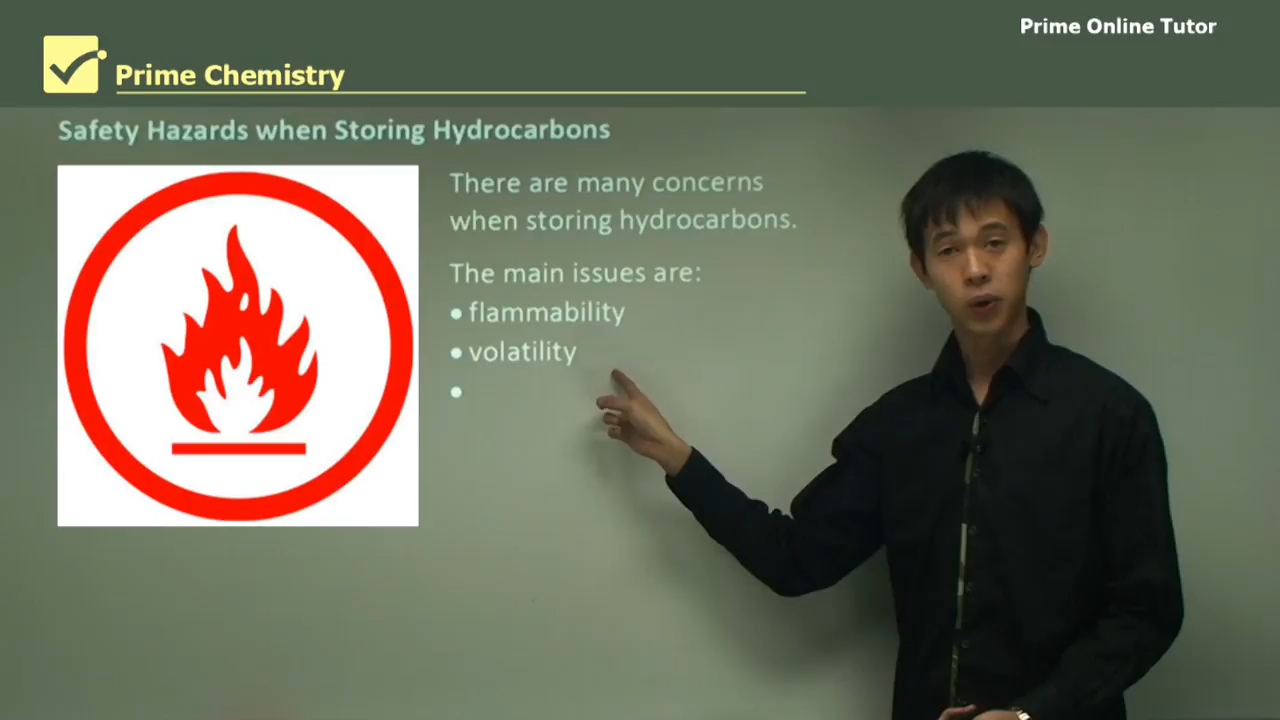 Prime Online Tutor
Prime Chemistry
Safety Hazards when Storing Hydrocarbons
There are many concerns
when storing hydrocarbons.
The main issues are:
• flammability
• volatility
•